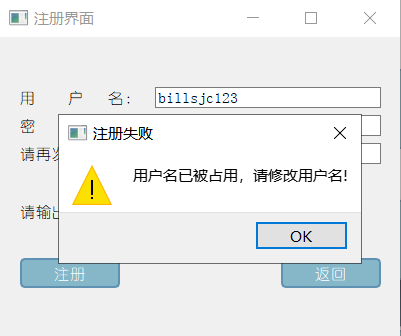 注册界面
用 户 名： billsjc123
密
请再次
注册失败
用户名已被占用，请修改用户名!
请输出
OK
注册 返回